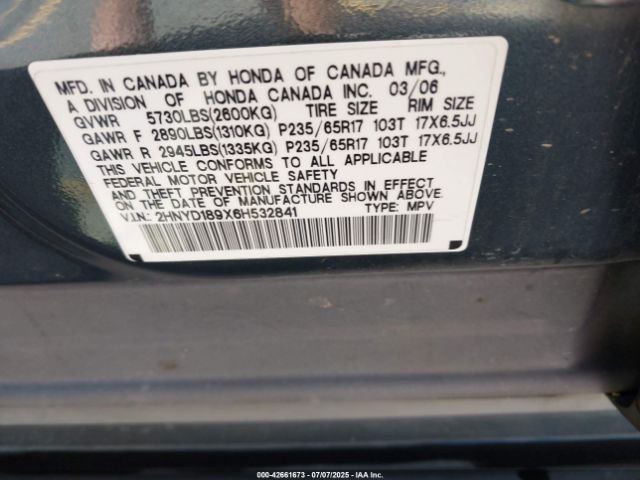 MFD. IN CANADA BY HONDA OF CANADA MFG.,
A DIVISION OF HONDA CANADA INC. 03/06
GVWR 5730LBS(2600KG) TIRE SIZE RIM SIZE
GAWR F 2890LBS(1310KG) P235/65R17 103T 17X6.5JJ
GAWR R 2945LBS(1335KG) P235/65R17 103T 17X6.5JJ
THIS VEHICLE CONFORMS TO ALL APPLICABLE
FEDERAL MOTOR VEHICLE SAFETY
AND THEFT PREVENTION STANDARDS IN EFFECT
ON THE DATE OF MANUFACTURE SHOWN ABOVE.
V.I.N.: 2HNYD189X6H532841 TYPE: MPV
000-42661673 - 07/07/2025 - IAA Inc.